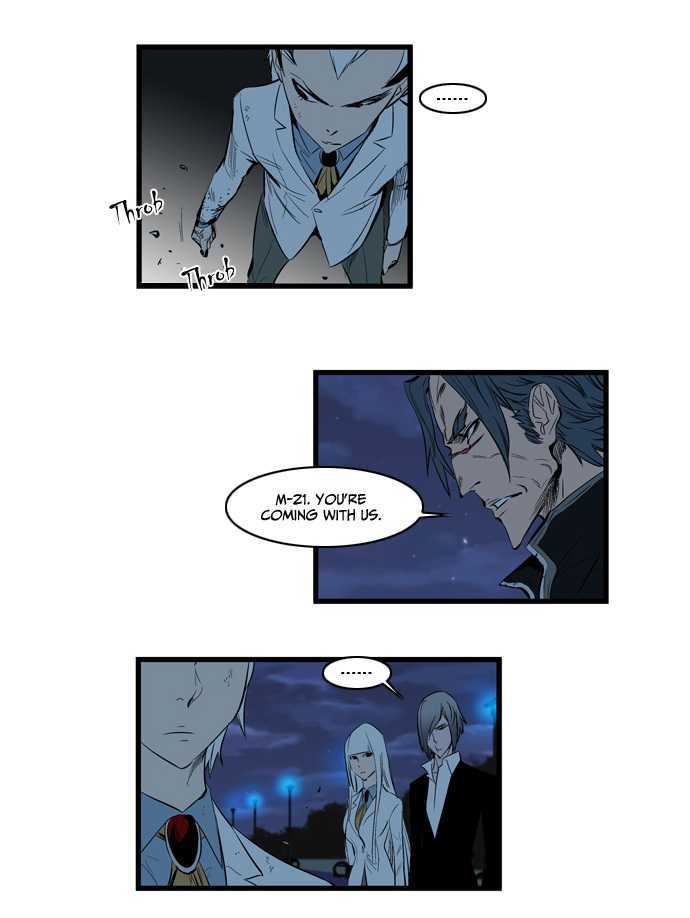 ------
Throb
Throb
M-21. YOU'RE
COMING WITH US.
------